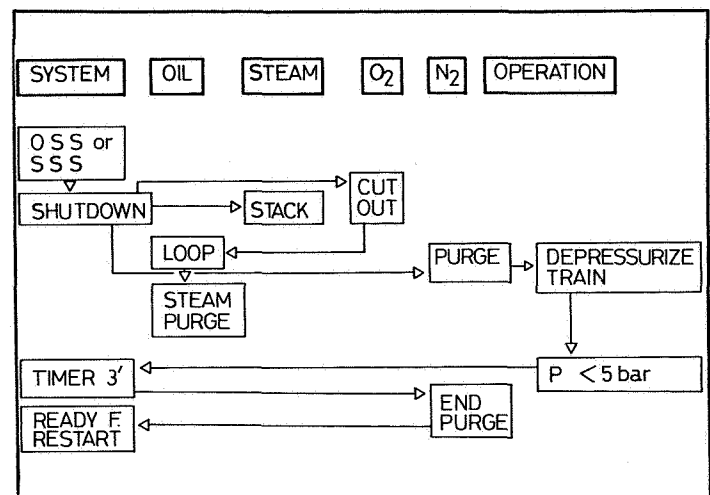 SYSTEM OIL STEAM O2 N2 OPERATION
OSS or
SSS
SHUTDOWN
STACK
CUT
OUT
LOOP
STEAM
PURGE
PURGE
DEPRESSURIZE
TRAIN
P < 5 bar
TIMER 3'
END
PURGE
READY F.
RESTART